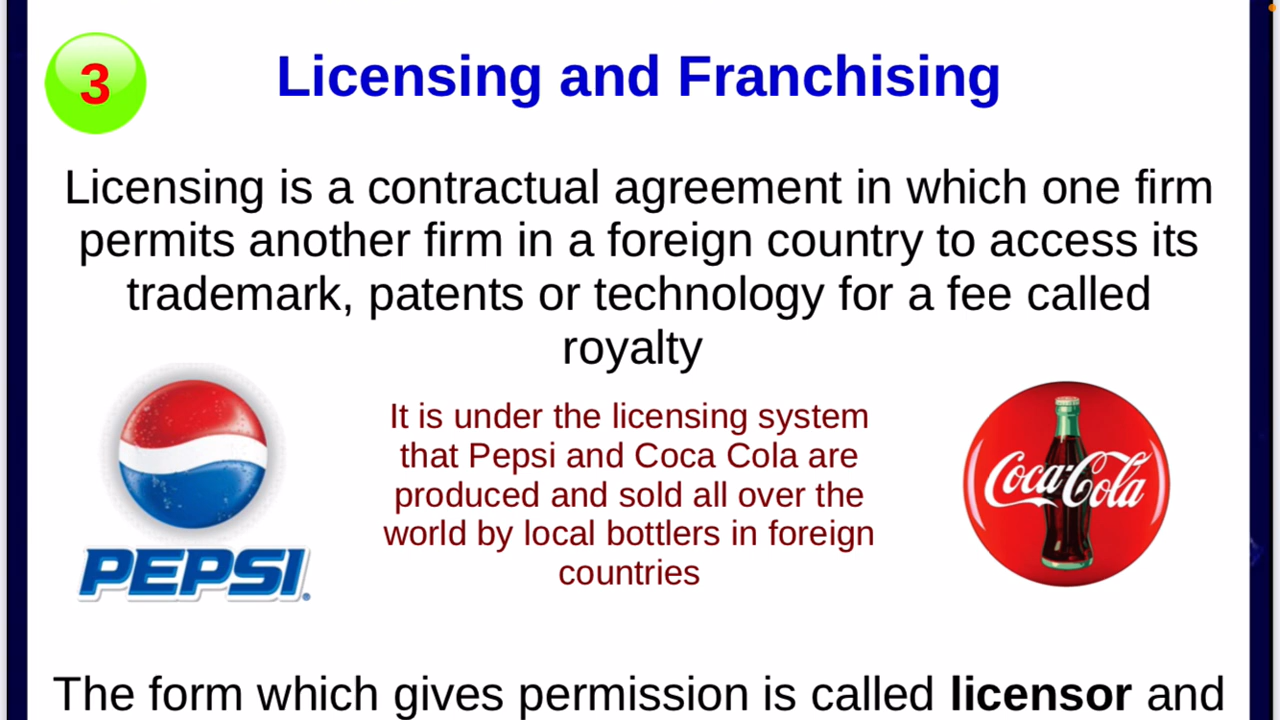 3
Licensing and Franchising
Licensing is a contractual agreement in which one firm
permits another firm in a foreign country to access its
trademark, patents or technology for a fee called
royalty
It is under the licensing system
that Pepsi and Coca Cola are
produced and sold all over the
world by local bottlers in foreign
countries
PEPSI®
Coca-Cola
The form which gives permission is called licensor and